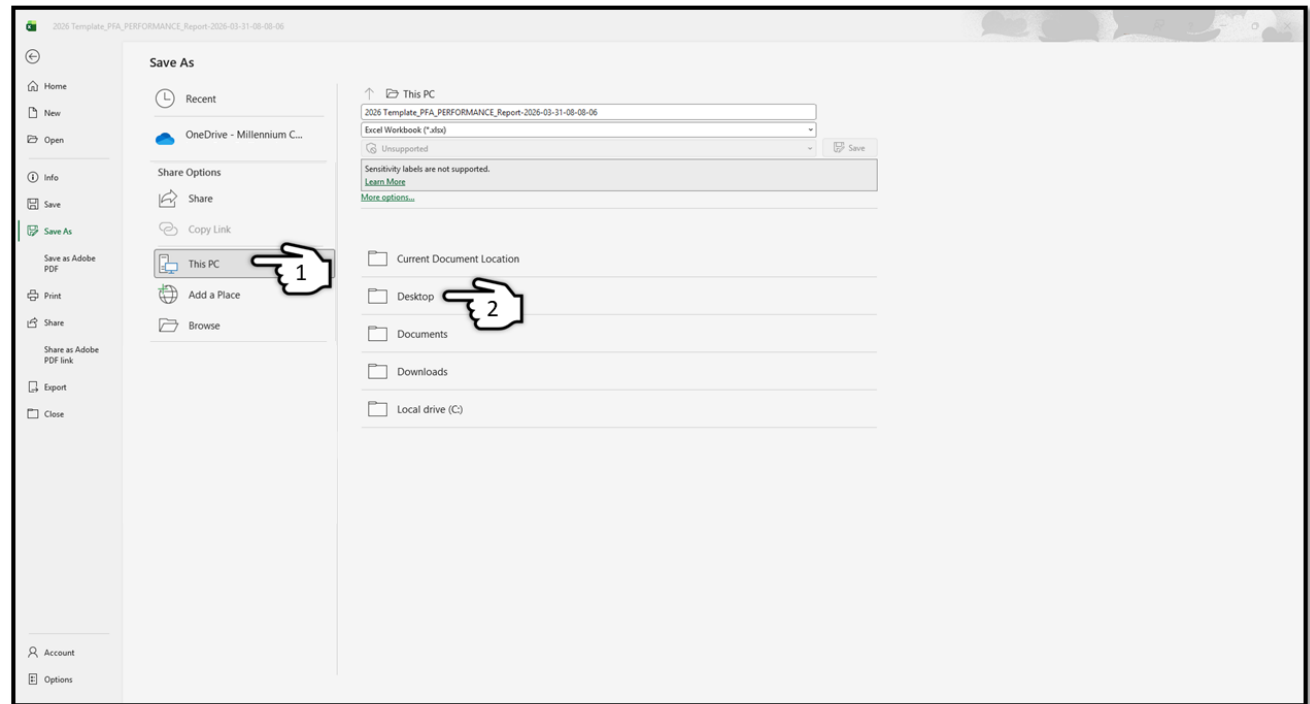 2026 Template_PFA_PERFORMANCE_Report-2026-03-31-08-08-06
Home
New
Open
Info
Save
Save As
Save as Adobe
PDF
Print
Share
Share as Adobe
PDF link
Export
Close
Account
Options
Save As
Recent
OneDrive - Millennium C...
Share Options
Share
Copy Link
This PC
1
Add a Place
Browse
This PC
2026 Template_PFA_PERFORMANCE_Report-2026-03-31-08-08-06
Excel Workbook (*.xlsx)
Unsupported
Save
Sensitivity labels are not supported.
Learn More
More options...
Current Document Location
Desktop
2
Documents
Downloads
Local drive (C:)